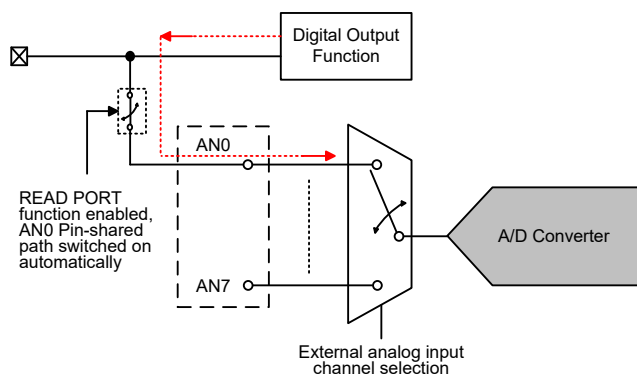 Digital Output
Function
AN0
READ PORT
function enabled,
AN0 Pin-shared
path switched on
automatically
A/D Converter
AN7
External analog input
channel selection